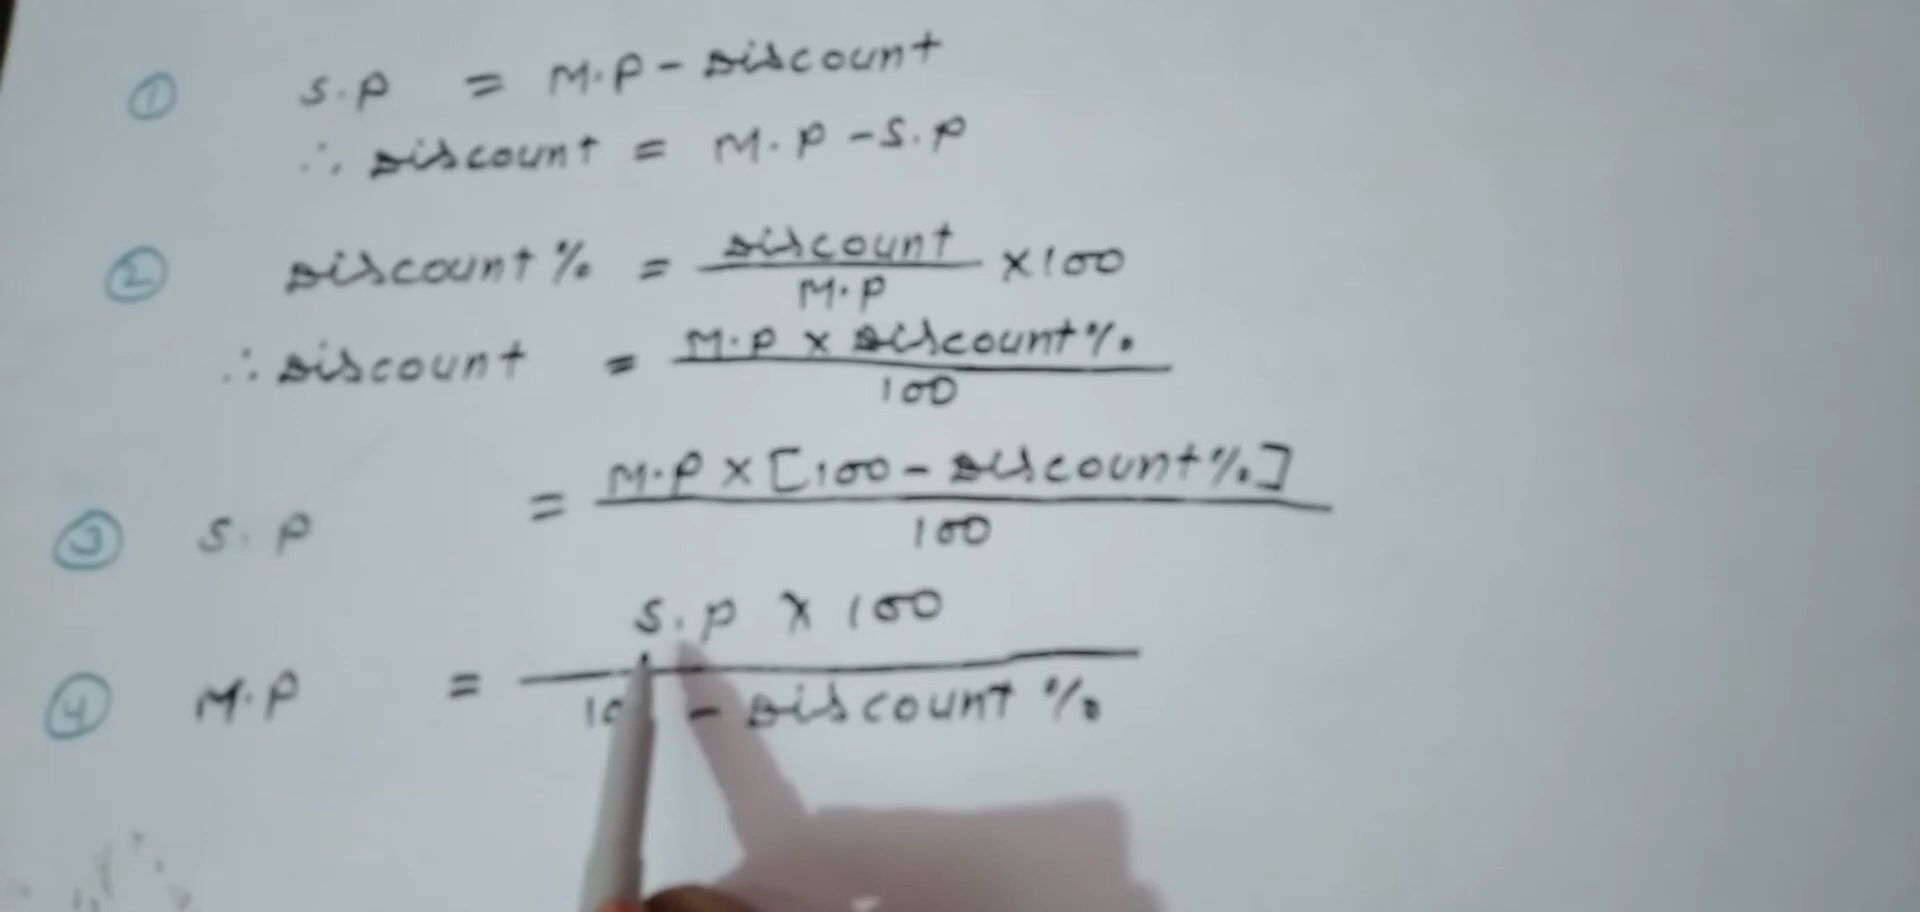 ① S.P = M.P - Discount
∴ Discount = M.P - S.P
② Discount % = Discount / M.P × 100
∴ Discount = M.P × Discount % / 100
③ S.P = M.P × [100 - Discount %] / 100
④ M.P = S.P × 100 / - Discount %